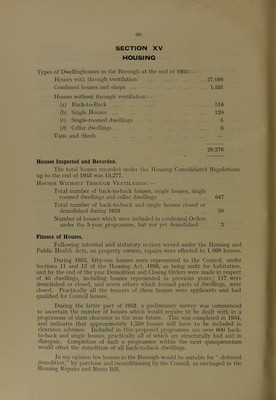 60
SECTION XV
HOUSING
Types of Dwellinghouses in the Borough at the end of 1953:—
Houses with through ventilation 27,098
Combined houses and shops 1,531
Houses without through ventilation:—
(a) Back-to-Back 516
(b) Single Houses 120
(c) Single-roomed dwellings 5
(d) Cellar dwellings 6
Vans and Sheds —
29,276
Houses Inspected and Recorded.
The total houses recorded under the Housing Consolidated Regulations
up to the end of 1953 was 15,277.
Houses Without Through Ventilation:—
Total number of back-to-back houses, single houses, single
roomed dwellings and cellar dwellings 647
Total number of back-to-back and single houses closed or
demolished during 1953 30
Number of houses which were included in confirmed Orders
under the 5-year programme, but not yet demolished 3
Fitness of Houses.
Following informal and statutory notices served under the Housing and
Public Health Acts, on property owners, repairs were effected to 1,098 houses.
During 1953, fifty-one houses were represented to the Council, under
Sections 11 and 12 of the Housing Act, 1936, as being unfit for habitation,
and by the end of the year Demolition and Closing Orders were made in respect
of 45 dwellings, including houses represented in previous years; 117 were
demolished or closed, and seven others which formed parts of dwellings, were
closed. Practically all the tenants of these houses were applicants and had
qualified for Council houses.
During the latter part of 1953, a preliminary survey was commenced
to ascertain the number of houses which would require to be dealt with in a
programme of slum clearance in the near future. This was completed in 1954,
and indicates that approximately 1,500 houses will have to be included in
clearance schemes. Included in this proposed programme are over 600 back-
to-back and single houses, practically all of which are structurally foul and in
disrepair. Completion of such a programme within the next quinquennium
would effect the demolition of all back-to-back dwellings.
In my opinion few houses in the Borough would be suitable for " deferred
demolition," by purchase and reconditioning by the Council, as envisaged in the
Housing Repairs and Rents Bill.